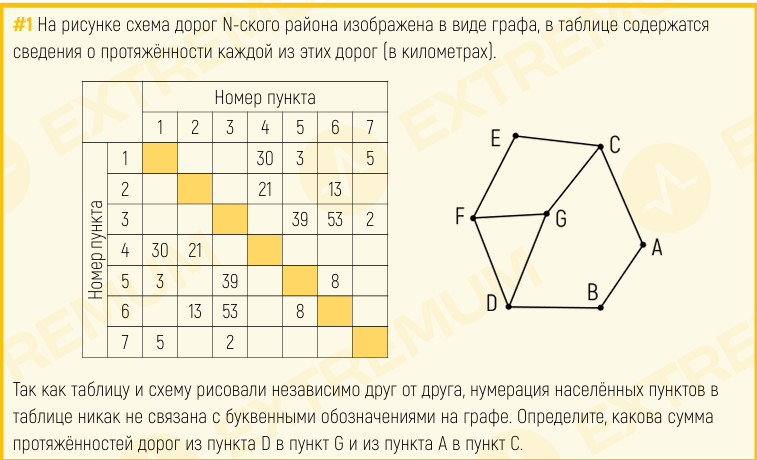 #1 На рисунке схема дорог N-ского района изображена в виде графа, в таблице содержатся
сведения о протяжённости каждой из этих дорог (в километрах).
Номер пункта
1 2 3 4 5 6 7
Номер пункта
1 30 3 5
2 21 13
3 39 53 2
4 30 21
5 3 39 8
6 13 53 8
7 5 2
E
C
F
G
A
D
B
Так как таблицу и схему рисовали независимо друг от друга, нумерация населённых пунктов в
таблице никак не связана с буквенными обозначениями на графе. Определите, какова сумма
протяжённостей дорог из пункта D в пункт G и из пункта A в пункт C.
EXTREMUM
EXTREMUM
EXTREMUM